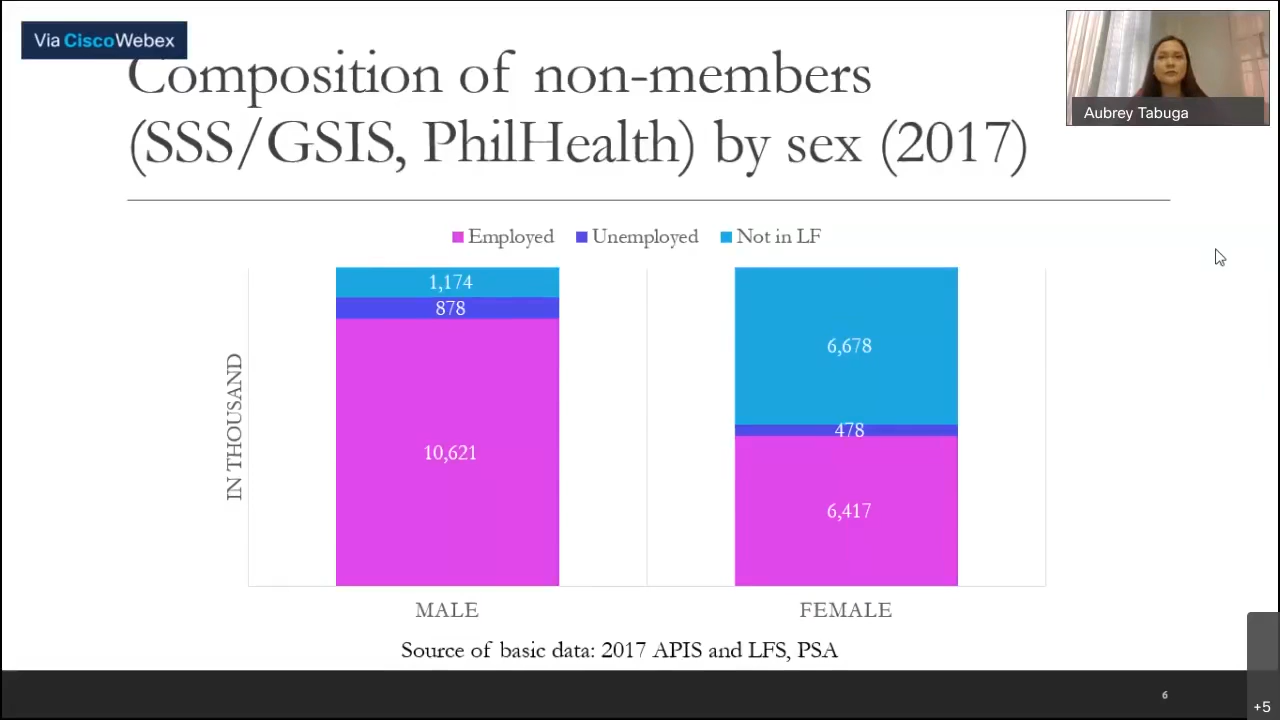 Via CiscoWebex
Composition of non-members
(SSS/GSIS, PhilHealth) by sex (2017)
Aubrey Tabuga
Employed Unemployed Not in LF
IN THOUSAND
1,174
878
10,621
6,678
478
6,417
MALE FEMALE
Source of basic data: 2017 APIS and LFS, PSA
6
+5